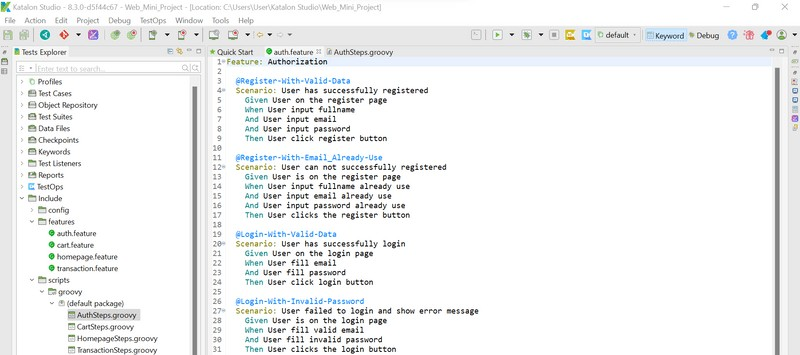 Katalon Studio - 8.3.0-d5f44c67 - Web_Mini_Project - [Location: C:\Users\User\Katalon Studio\Web_Mini_Project]
File Action Edit Project Debug TestOps Window Tools Help
default
Keyword
Debug
Tests Explorer
Enter text to search...
Profiles
Test Cases
Object Repository
Test Suites
Data Files
Checkpoints
Keywords
Test Listeners
Reports
TestOps
Include
config
features
auth.feature
cart.feature
homepage.feature
transaction.feature
scripts
groovy
(default package)
AuthSteps.groovy
CartSteps.groovy
HomepageSteps.groovy
TransactionSteps.groovy
Quick Start auth.feature AuthSteps.groovy
1 Feature: Authorization
2
3 @Register-With-Valid-Data
4 Scenario: User has successfully registered
5 Given User on the register page
6 When User input fullname
7 And User input email
8 And User input password
9 Then User click register button
10
11 @Register-With-Email_Already-Use
12 Scenario: User can not successfully registered
13 Given User is on the register page
14 When User input fullname already use
15 And User input email already use
16 And User input password already use
17 Then User clicks the register button
18
19 @Login-With-Valid-Data
20 Scenario: User has successfully login
21 Given User on the login page
22 When User fill email
23 And User fill password
24 Then User click login button
25
26 @Login-With-Invalid-Password
27 Scenario: User failed to login and show error message
28 Given User is on the login page
29 When User fill valid email
30 And User fill invalid password
31 Then User clicks the login button